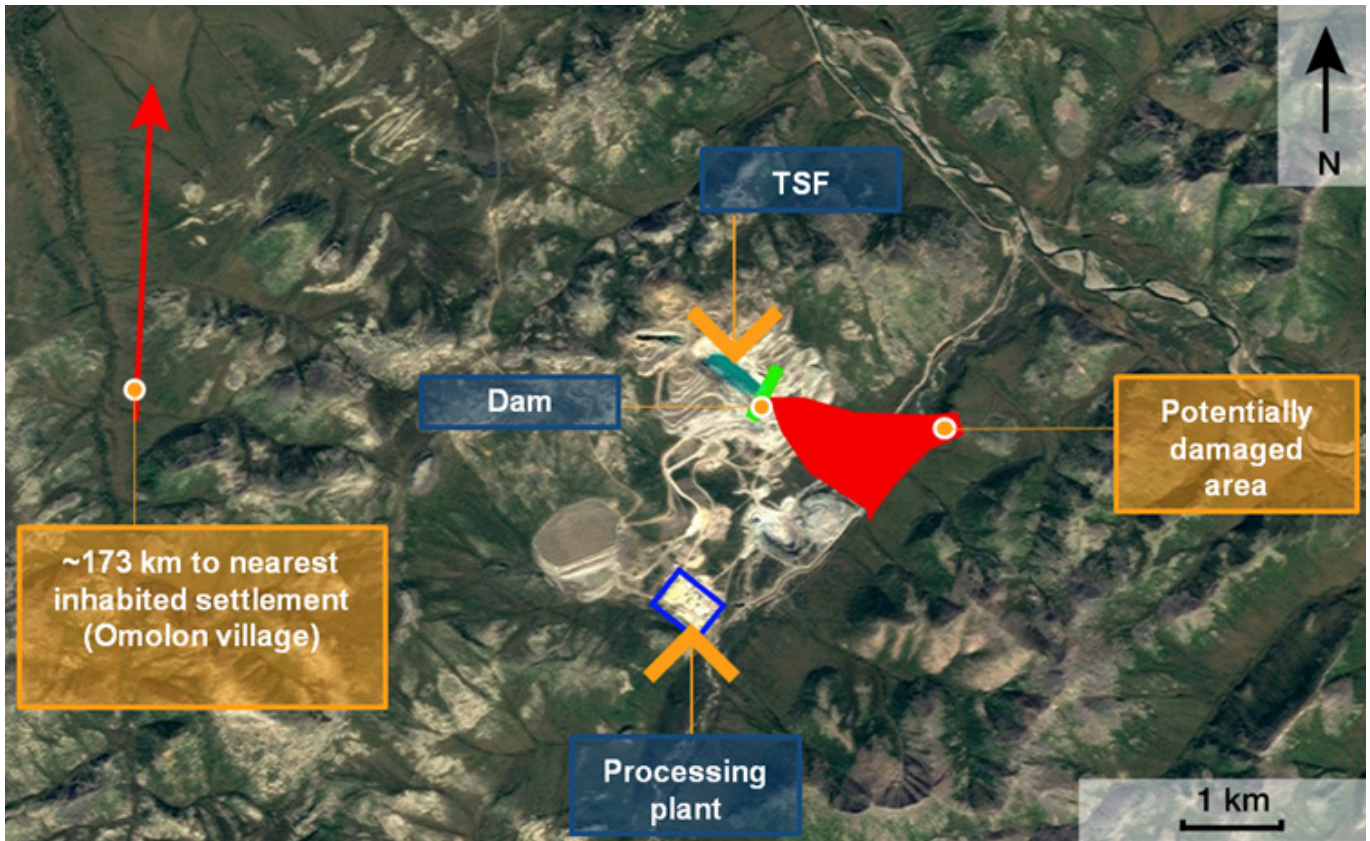 N
TSF
Dam
Potentially
damaged
area
~173 km to nearest
inhabited settlement
(Omolon village)
Processing
plant
1 km